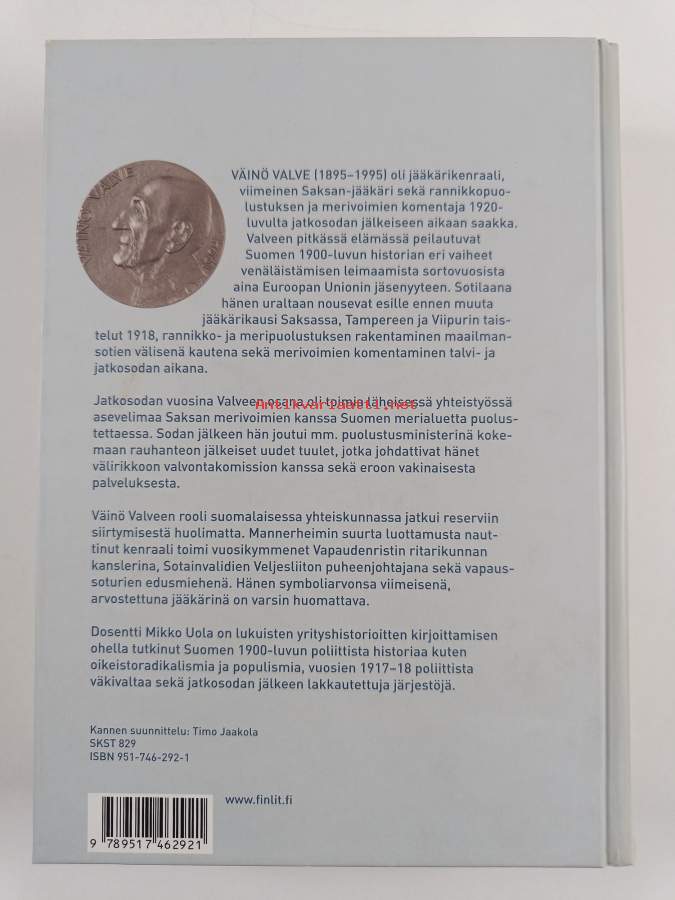 VÄINÖ VALVE
VÄINÖ VALVE (1895–1995) oli jääkärikenraali,
viimeinen Saksan-jääkäri sekä rannikkopuo-
lustuksen ja merivoimien komentaja 1920-
luvulta jatkosodan jälkeiseen aikaan saakka.
Valveen pitkässä elämässä peilautuvat
Suomen 1900-luvun historian eri vaiheet
venäläistämisen leimaamista sortovuosista
aina Euroopan Unionin jäsenyyteen. Sotilaana
hänen uraltaan nousevat esille ennen muuta
jääkärikausi Saksassa, Tampereen ja Viipurin tais-
telut 1918, rannikko- ja meripuolustuksen rakentaminen maailman-
sotien välisenä kautena sekä merivoimien komentaminen talvi- ja
jatkosodan aikana.
Jatkosodan vuosina Valveen osana oli toimia läheisessä yhteistyössä
Antikvariaatti.net
asevelimaa Saksan merivoimien kanssa Suomen merialuetta puolus-
tettaessa. Sodan jälkeen hän joutui mm. puolustusministerinä koke-
maan rauhanteon jälkeiset uudet tuulet, jotka johdattivat hänet
välirikkoon valvontakomission kanssa sekä eroon vakinaisesta
palveluksesta.
Väinö Valveen rooli suomalaisessa yhteiskunnassa jatkui reserviin
siirtymisestä huolimatta. Mannerheimin suurta luottamusta naut-
tinut kenraali toimi vuosikymmenet Vapaudenristin ritarikunnan
kanslerina, Sotainvalidien Veljesliiton puheenjohtajana sekä vapaus-
soturien edusmiehenä. Hänen symboliarvonsa viimeisenä,
arvostettuna jääkärinä on varsin huomattava.
Dosentti Mikko Uola on lukuisten yrityshistorioitten kirjoittamisen
ohella tutkinut Suomen 1900-luvun poliittista historiaa kuten
oikeistoradikalismia ja populismia, vuosien 1917–18 poliittista
väkivaltaa sekä jatkosodan jälkeen lakkautettuja järjestöjä.
Kannen suunnittelu: Timo Jaakola
SKST 829
ISBN 951-746-292-1
www.finlit.fi
9 789517 462921